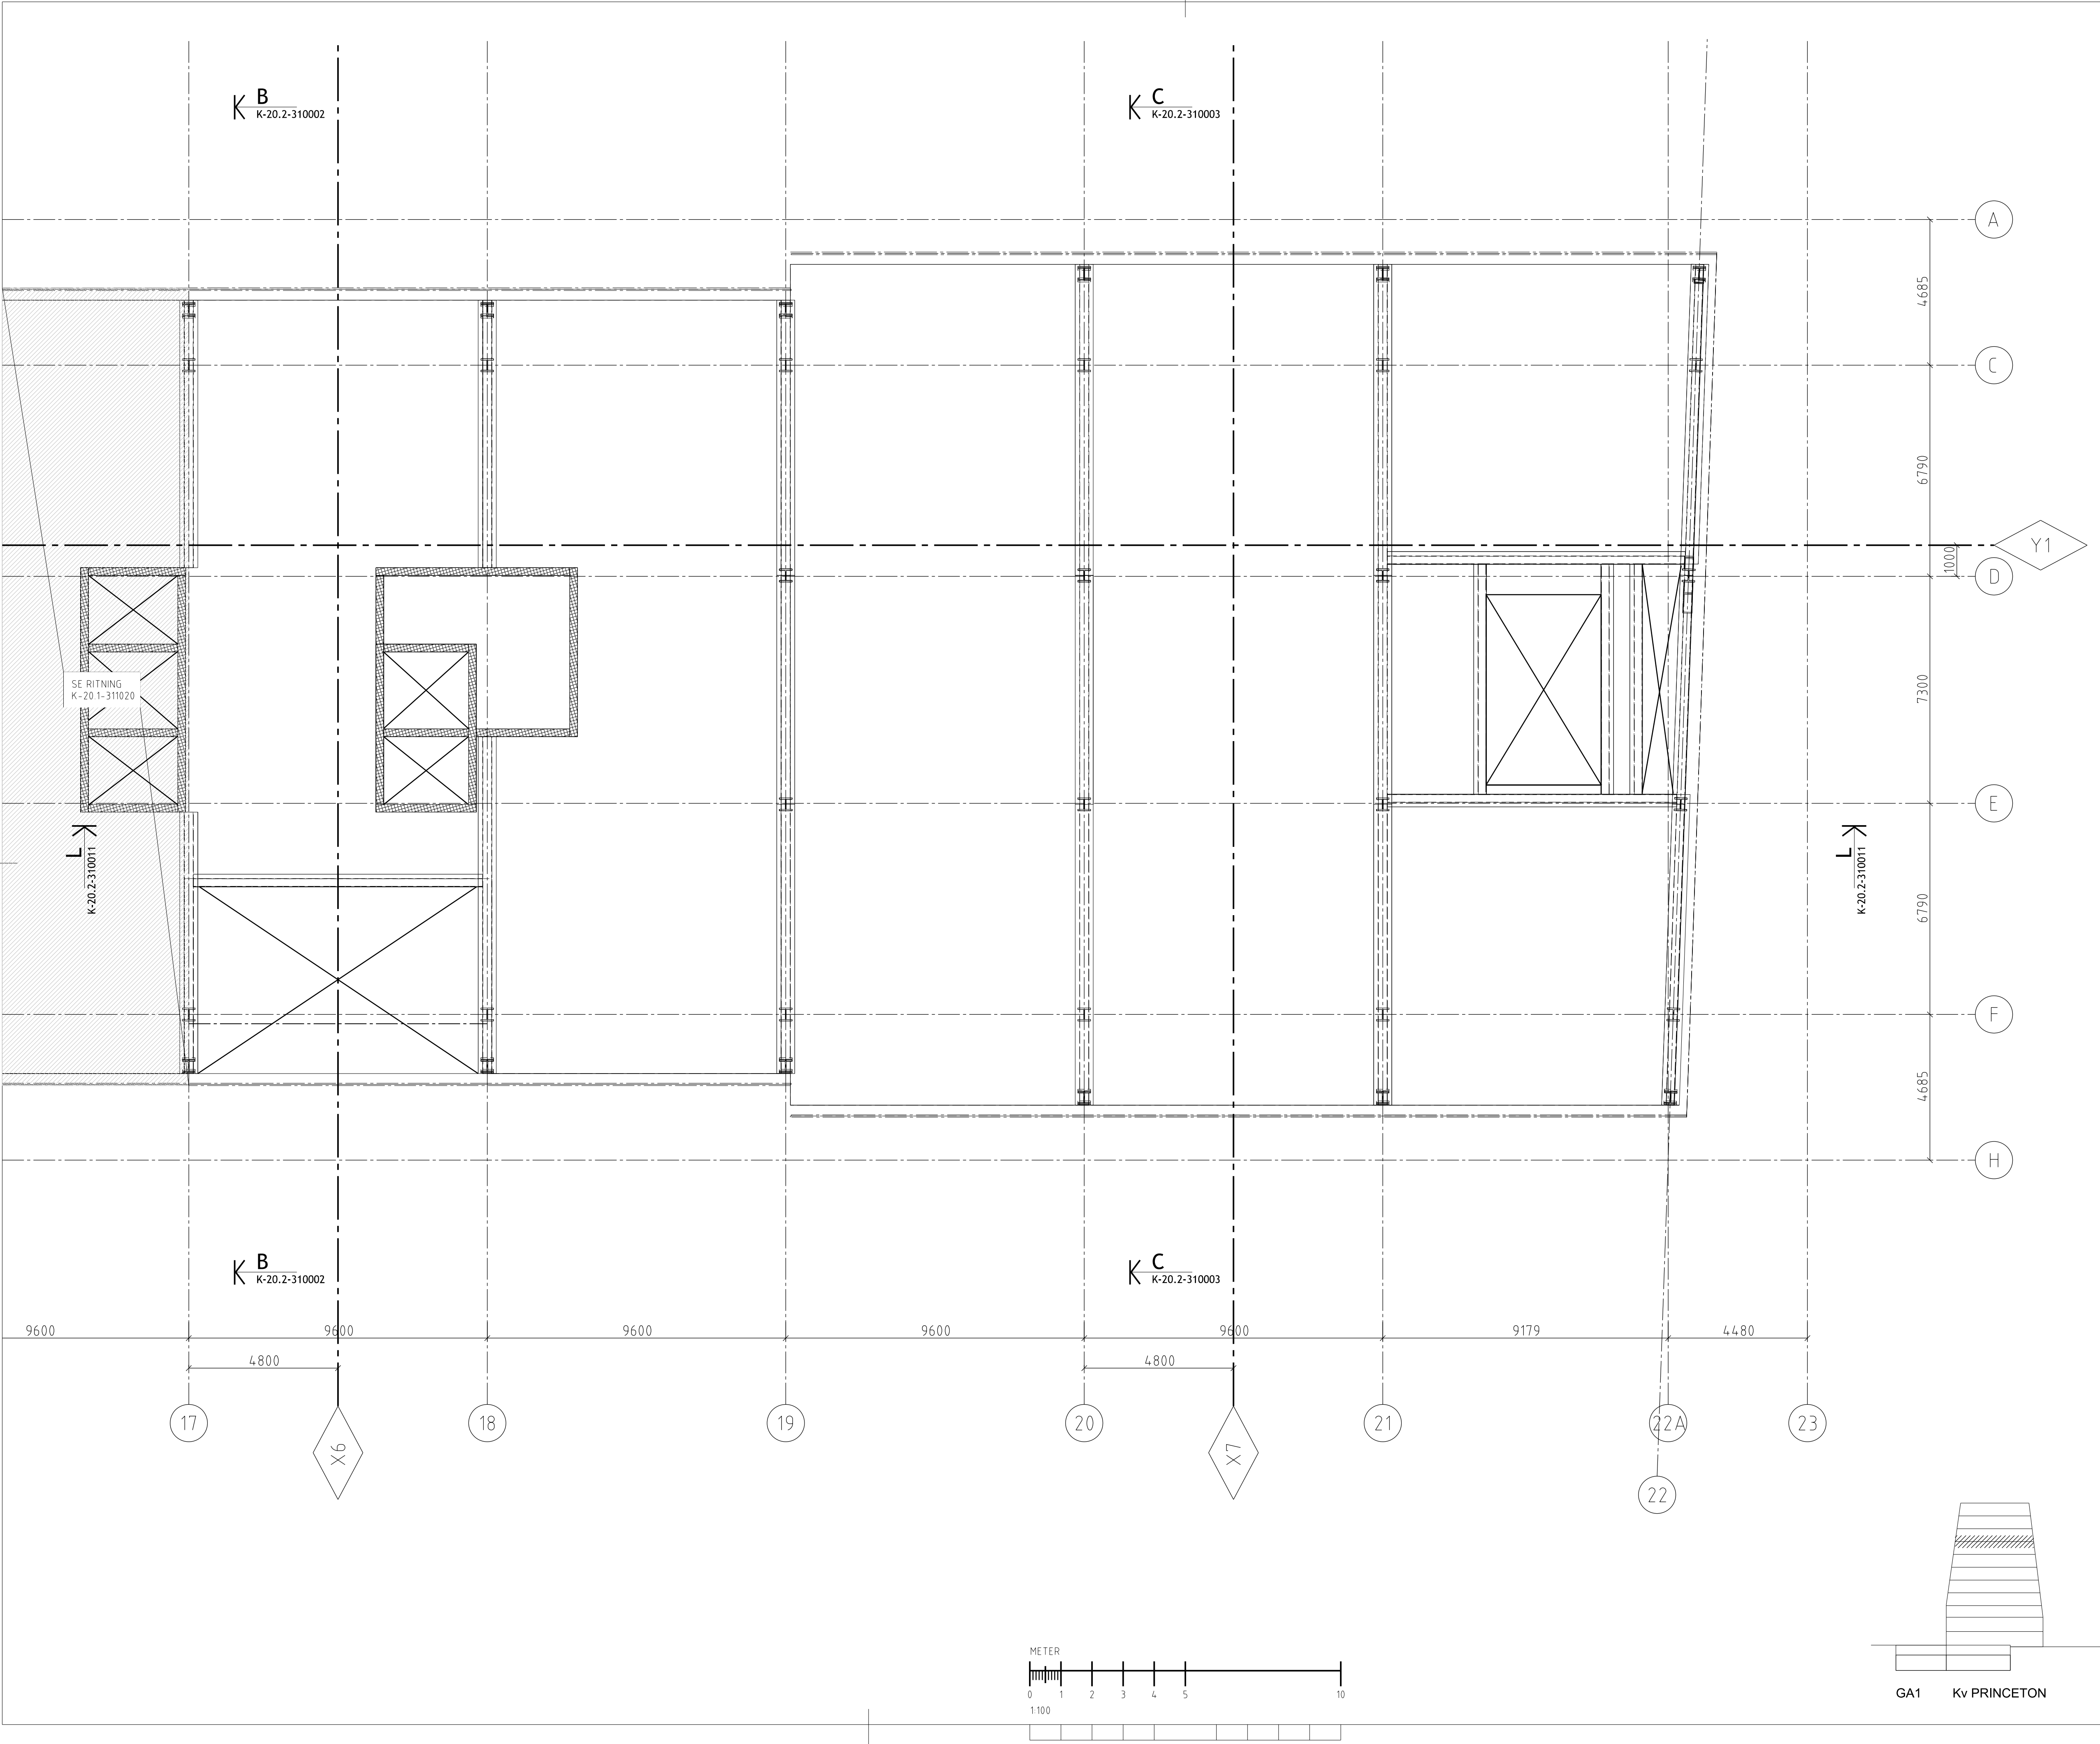 B
K-20.2-310002
C
K-20.2-310003
A
4685
C
6790
Y1
1000
D
SE RITNING
K-20.1-311020
7300
E
L
K-20.2-310011
L
K-20.2-310011
6790
F
4685
H
B
K-20.2-310002
C
K-20.2-310003
9600
9600
9600
9600
9600
9179
4480
4800
4800
17
18
19
20
21
22A
23
X6
X7
22
METER
0 1 2 3 4 5 10
1:100
GA1 Kv PRINCETON